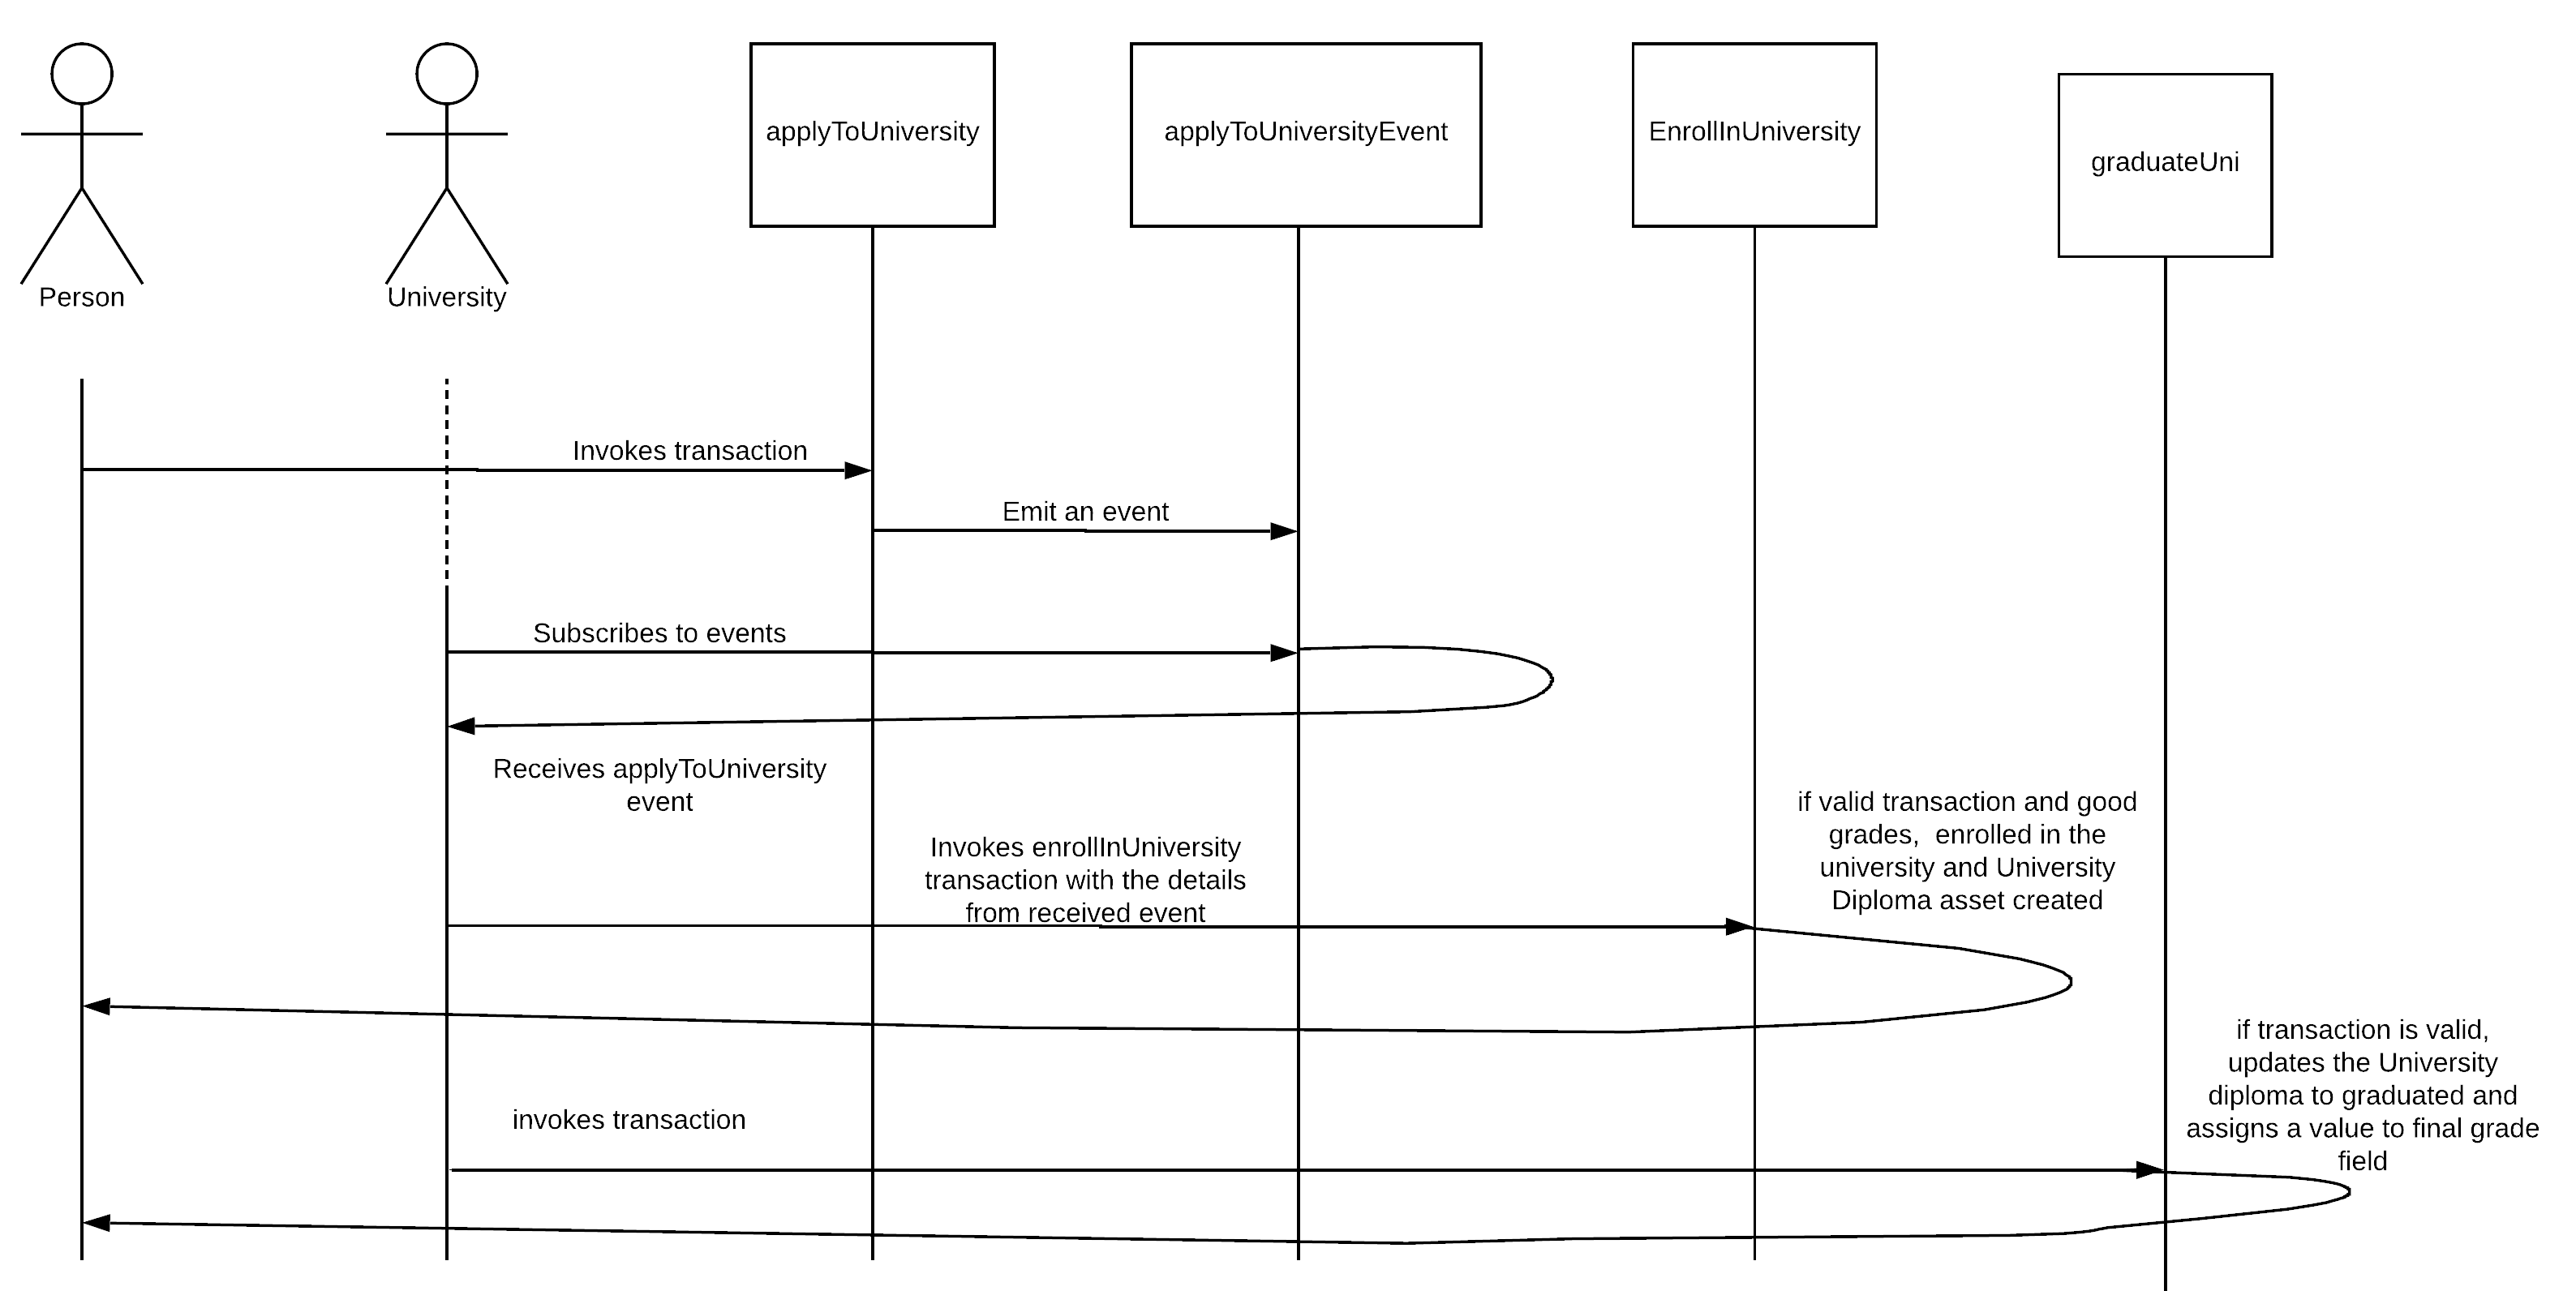 applyToUniversity
applyToUniversityEvent
EnrollInUniversity
graduateUni
Person
University
Invokes transaction
Emit an event
Subscribes to events
Receives applyToUniversity
event
Invokes enrollInUniversity
transaction with the details
from received event
if valid transaction and good
grades,  enrolled in the
university and University
Diploma asset created
if transaction is valid,
updates the University
diploma to graduated and
assigns a value to final grade
field
invokes transaction